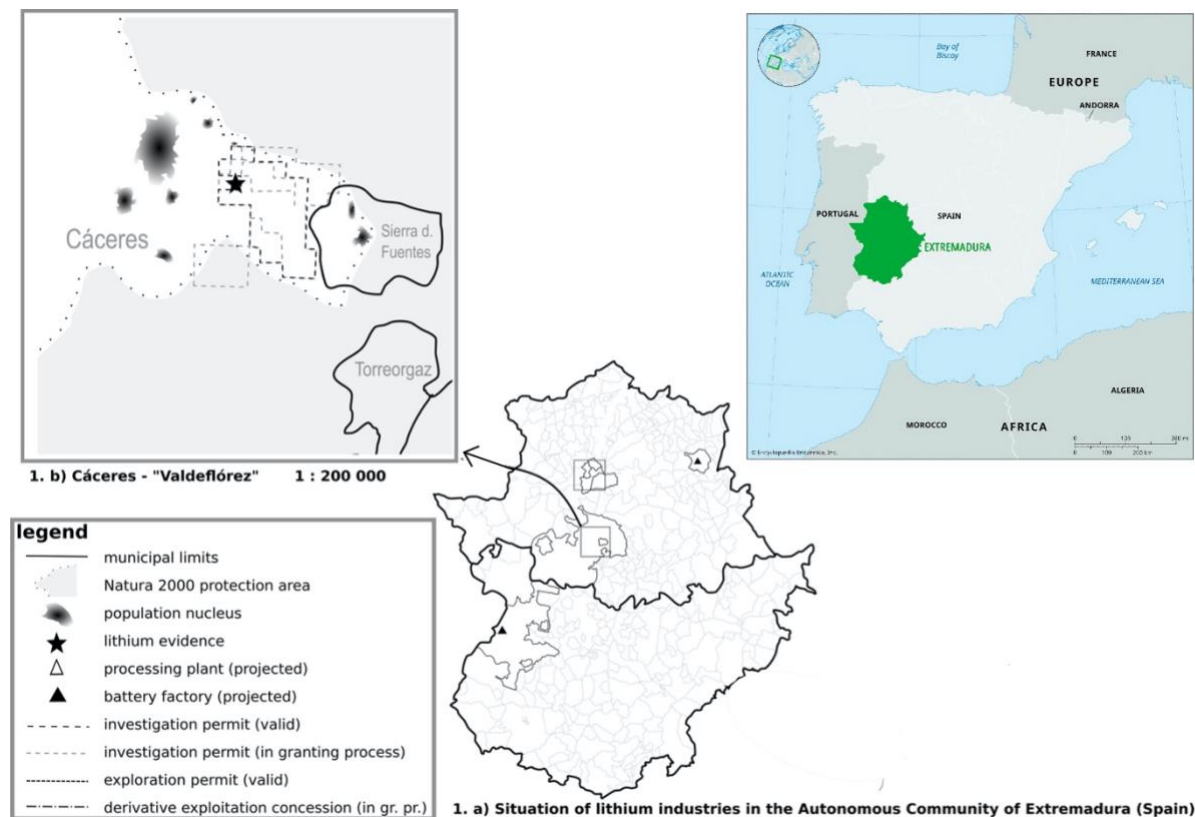 Cáceres
Sierra d.
Fuentes
Torreorgaz
1. b) Cáceres - "Valdeflórez" 1 : 200 000
Bay of
Biscay
FRANCE
EUROPE
ANDORRA
PORTUGAL
SPAIN
EXTREMADURA
ATLANTIC
OCEAN
MEDITERRANEAN SEA
ALGERIA
MOROCCO
AFRICA
© Encyclopædia Britannica, Inc.
legend
municipal limits
Natura 2000 protection area
population nucleus
lithium evidence
processing plant (projected)
battery factory (projected)
investigation permit (valid)
investigation permit (in granting process)
exploration permit (valid)
derivative exploitation concession (in gr. pr.)
1. a) Situation of lithium industries in the Autonomous Community of Extremadura (Spain)